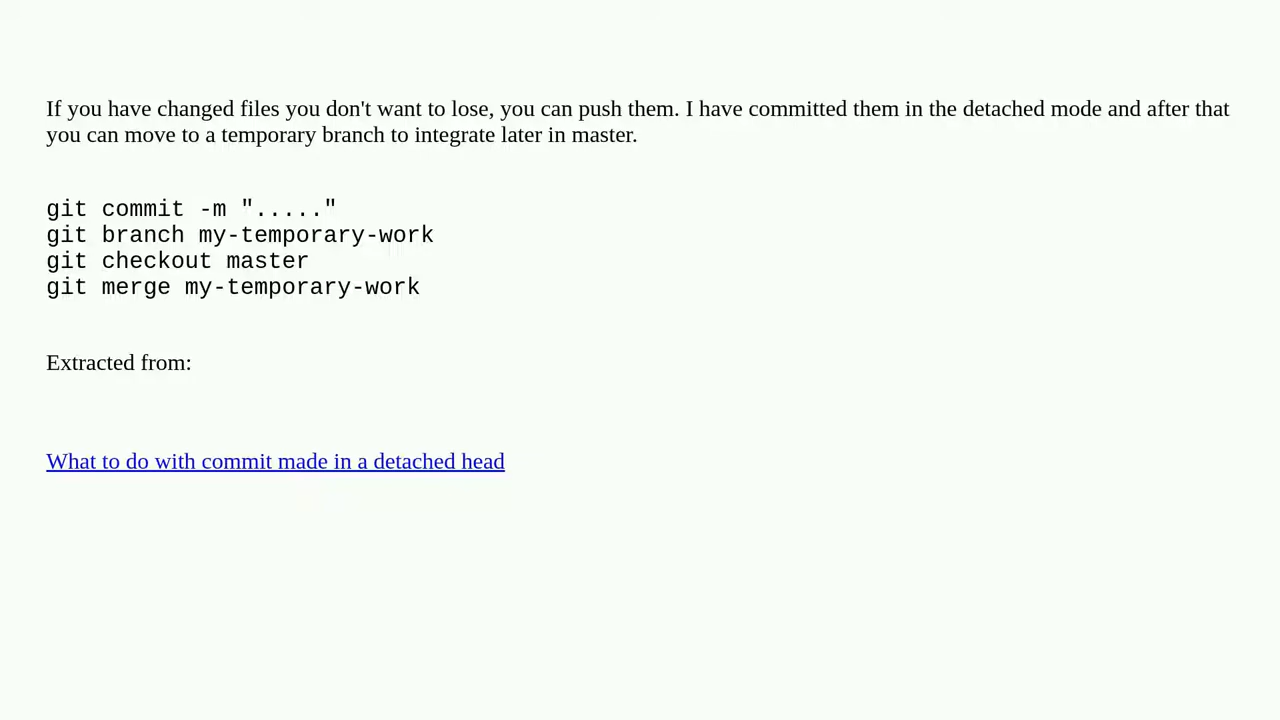 If you have changed files you don't want to lose, you can push them. I have committed them in the detached mode and after that
you can move to a temporary branch to integrate later in master.
git commit -m "....."
git branch my-temporary-work
git checkout master
git merge my-temporary-work
Extracted from:
What to do with commit made in a detached head